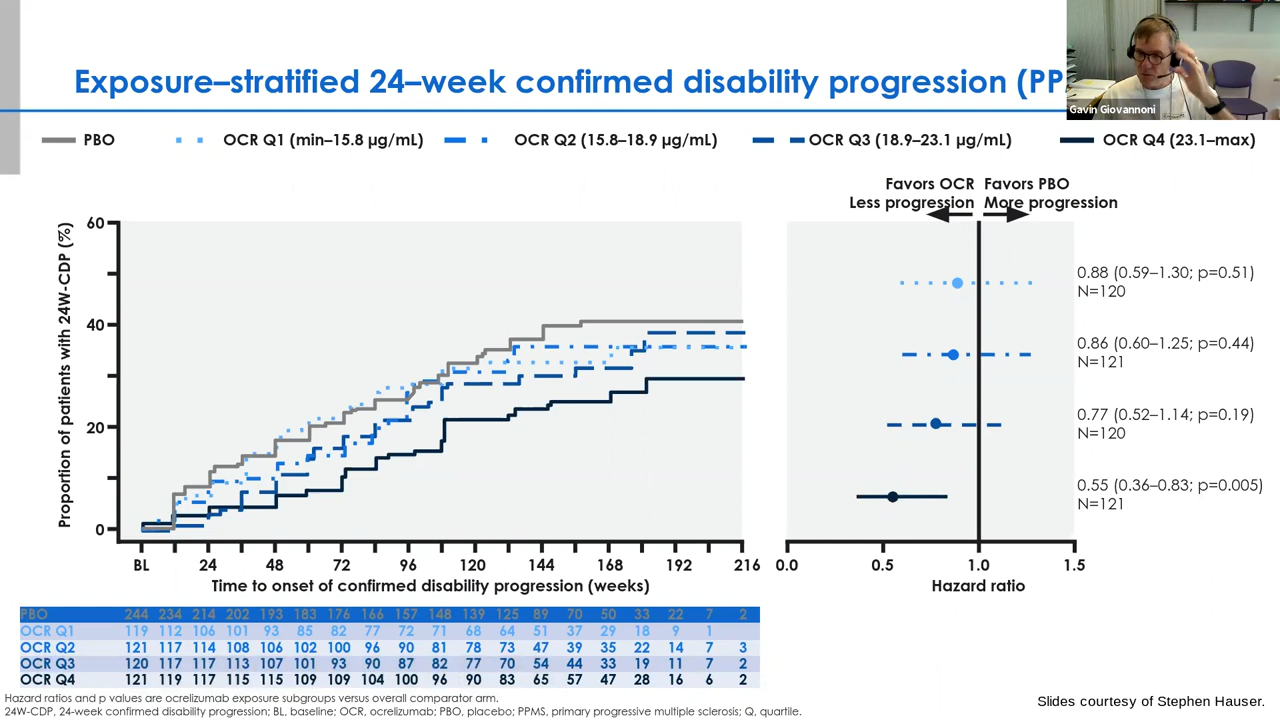 Exposure–stratified 24–week confirmed disability progression (PP
Gavin Giovannoni
PBO
OCR Q1 (min–15.8 µg/mL)
OCR Q2 (15.8–18.9 µg/mL)
OCR Q3 (18.9–23.1 µg/mL)
OCR Q4 (23.1–max)
Proportion of patients with 24W-CDP (%)
60
40
20
0
BL 24 48 72 96 120 144 168 192 216
Time to onset of confirmed disability progression (weeks)
Favors OCR
Less progression
Favors PBO
More progression
0.88 (0.59–1.30; p=0.51)
N=120
0.86 (0.60–1.25; p=0.44)
N=121
0.77 (0.52–1.14; p=0.19)
N=120
0.55 (0.36–0.83; p=0.005)
N=121
0.0 0.5 1.0 1.5
Hazard ratio
PBO 244 234 214 202 193 183 176 166 157 148 139 125 89 70 50 33 22 7 2
OCR Q1 119 112 106 101 93 85 82 77 72 71 68 64 51 37 29 18 9 1
OCR Q2 121 117 114 108 106 102 100 96 90 81 78 73 47 39 35 22 14 7 3
OCR Q3 120 117 117 113 107 101 93 90 87 82 77 70 54 44 33 19 11 7 2
OCR Q4 121 119 117 115 115 109 109 104 100 96 90 83 65 57 47 28 16 6 2
Hazard ratios and p values are ocrelizumab exposure subgroups versus overall comparator arm.
24W-CDP, 24-week confirmed disability progression; BL, baseline; OCR, ocrelizumab; PBO, placebo; PPMS, primary progressive multiple sclerosis; Q, quartile.
Slides courtesy of Stephen Hauser.